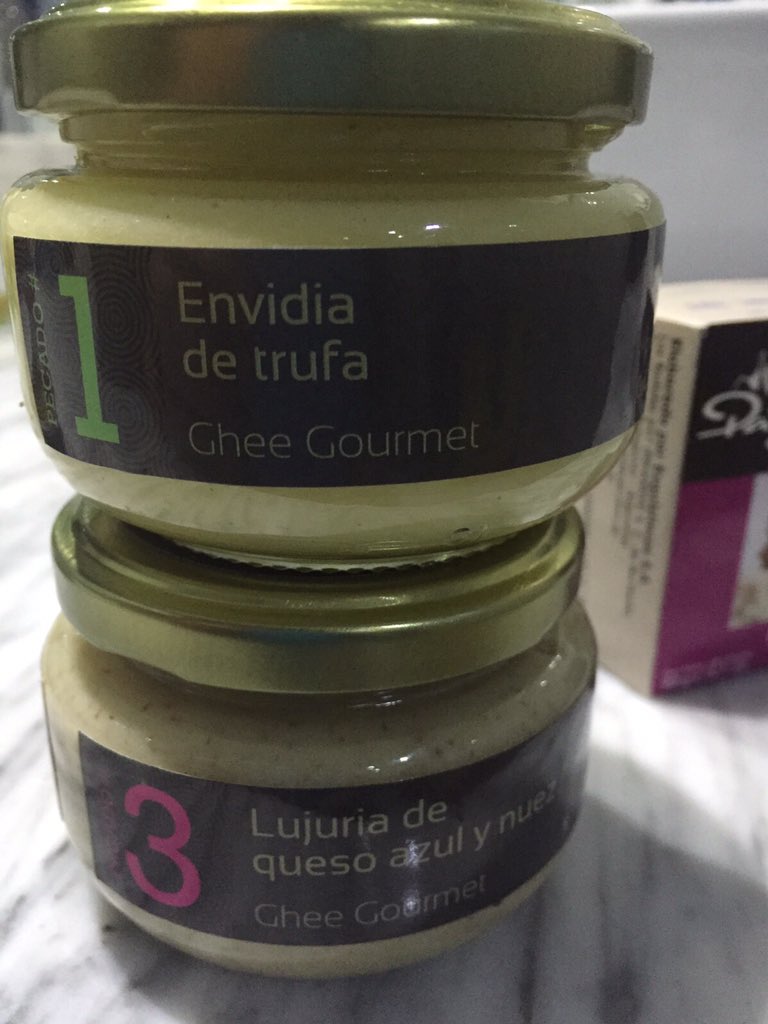 PECADO #
1
Envidia
de trufa
Ghee Gourmet
3
Lujuria de
queso azul y nuez
Ghee Gourmet